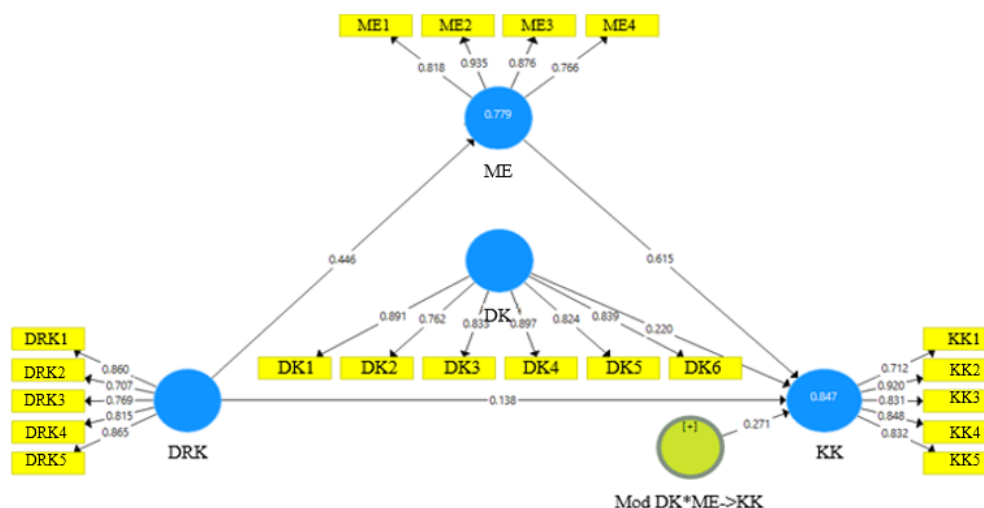 ME1 ME2 ME3 ME4
0.818 0.935 0.876 0.766
0.779
ME
0.446 0.615
DK
0.891 0.762 0.833 0.897 0.824 0.839 0.220
DK1 DK2 DK3 DK4 DK5 DK6
DRK1
DRK2
DRK3
DRK4
DRK5
0.860
0.707
0.769
0.815
0.865
DRK
0.138
[+]
0.271
Mod DK*ME->KK
0.847
KK
0.712
0.920
0.831
0.848
0.832
KK1
KK2
KK3
KK4
KK5